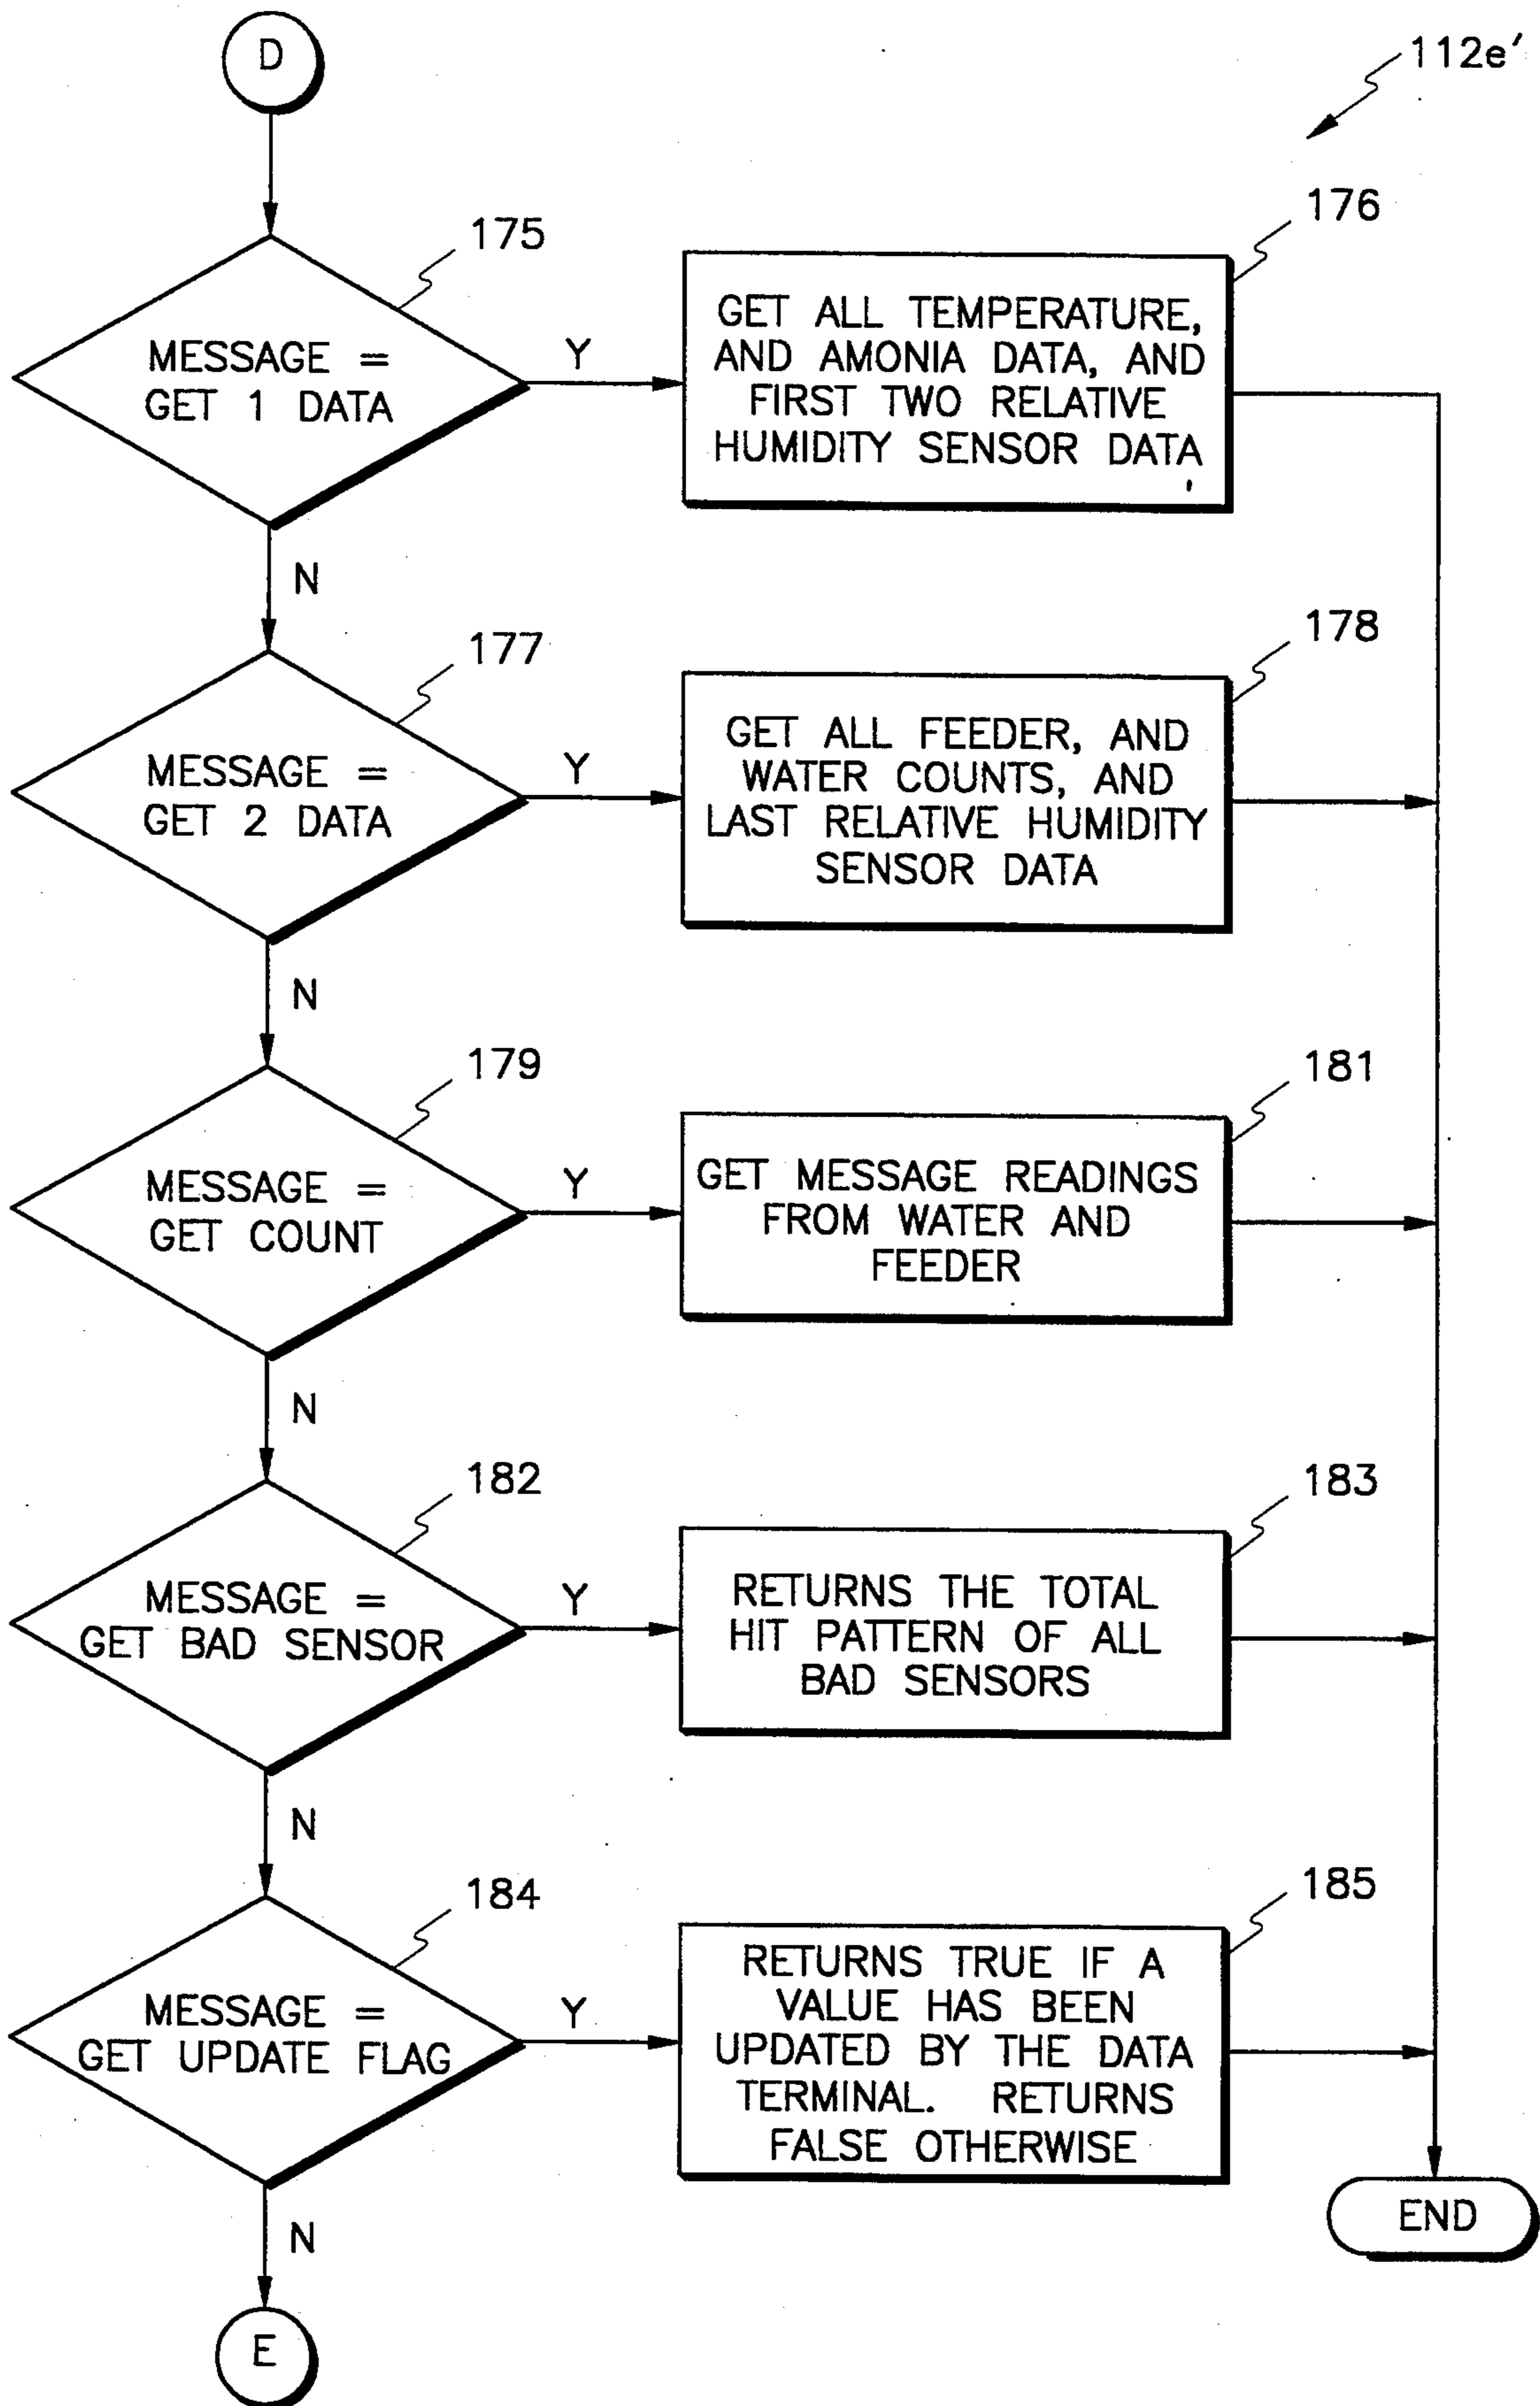 D
112e'
175
MESSAGE =
GET 1 DATA
Y
176
GET ALL TEMPERATURE,
AND AMONIA DATA, AND
FIRST TWO RELATIVE
HUMIDITY SENSOR DATA
N
177
MESSAGE =
GET 2 DATA
Y
178
GET ALL FEEDER, AND
WATER COUNTS, AND
LAST RELATIVE HUMIDITY
SENSOR DATA
N
179
MESSAGE =
GET COUNT
Y
181
GET MESSAGE READINGS
FROM WATER AND
FEEDER
N
182
MESSAGE =
GET BAD SENSOR
Y
183
RETURNS THE TOTAL
HIT PATTERN OF ALL
BAD SENSORS
N
184
MESSAGE =
GET UPDATE FLAG
Y
185
RETURNS TRUE IF A
VALUE HAS BEEN
UPDATED BY THE DATA
TERMINAL. RETURNS
FALSE OTHERWISE
N
END
E